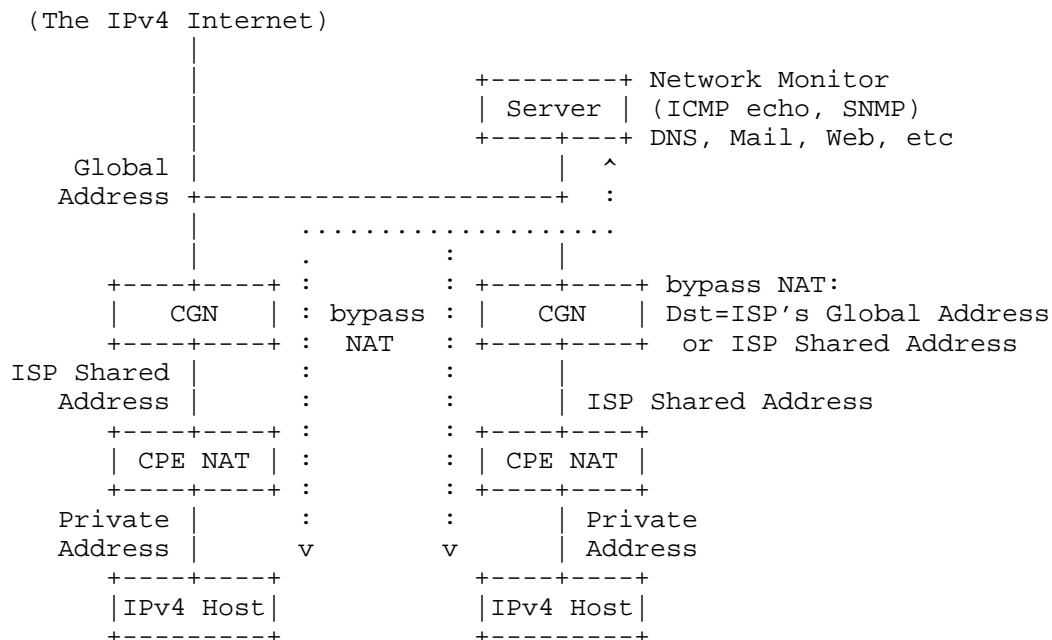 (The IPv4 Internet)
Network Monitor
Server (ICMP echo, SNMP)
DNS, Mail, Web, etc
Global
Address
bypass NAT:
CGN bypass CGN Dst=ISP's Global Address
NAT or ISP Shared Address
ISP Shared
Address ISP Shared Address
CPE NAT CPE NAT
Private Private
Address Address
IPv4 Host IPv4 Host